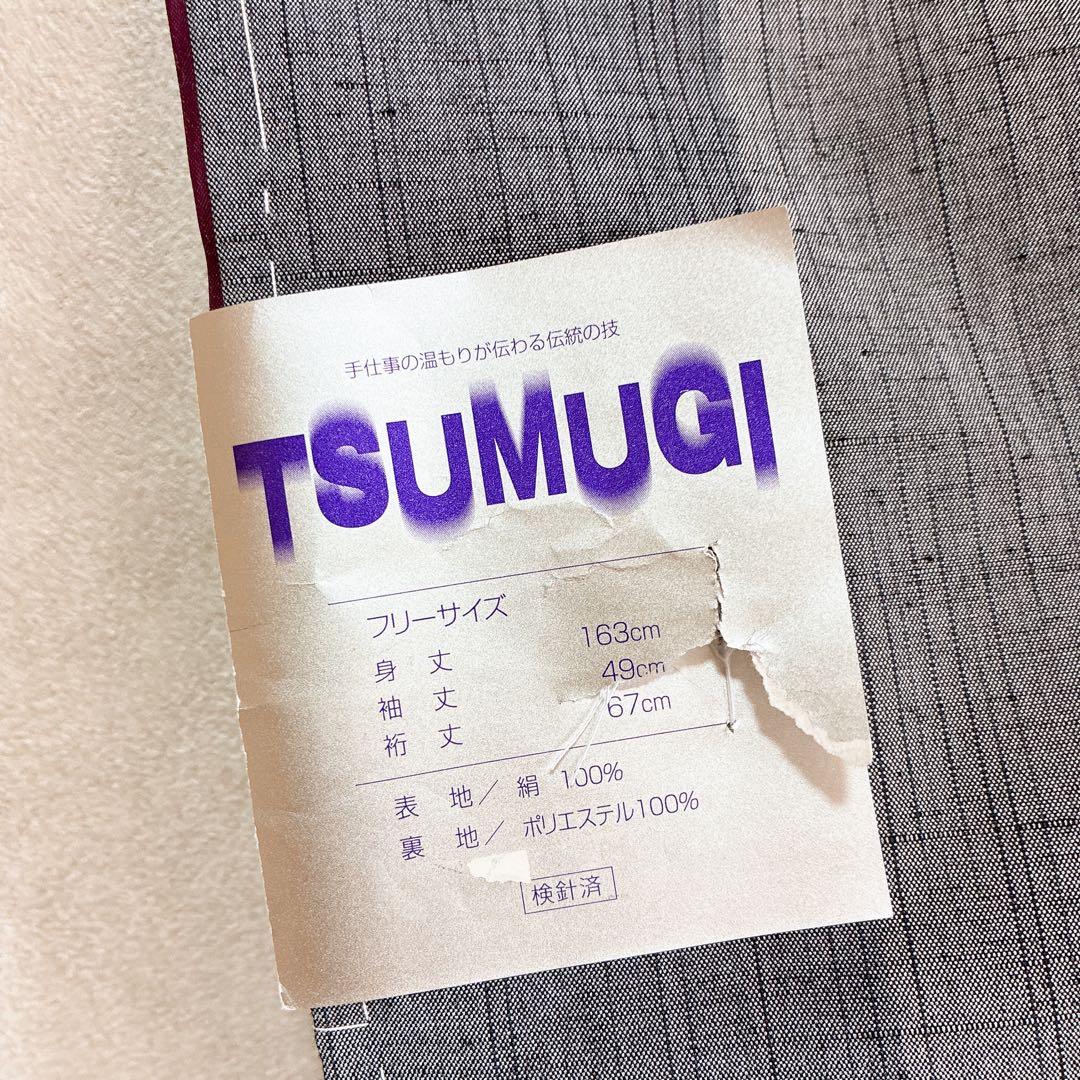 手仕事の温もりが伝わる伝統の技
TSUMUGI
フリーサイズ
身 丈 163cm
袖 丈 49cm
裄 丈 67cm
表 地／ 絹 100%
裏 地／ ポリエステル100%
検針済